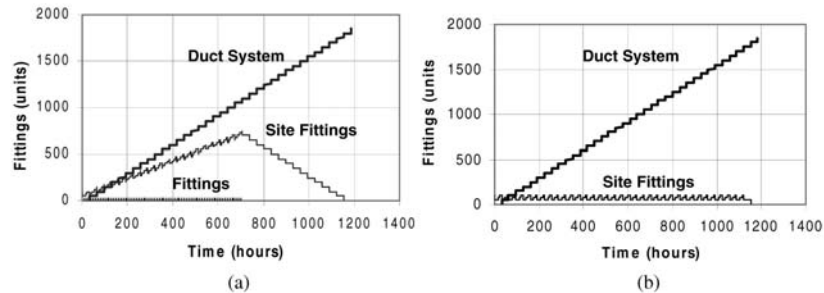 2000
1500
1000
500
0
Fittings (units)
Duct System
Site Fittings
Fittings
0 200 400 600 800 1000 1200 1400
Time (hours)
(a)
2000
1500
1000
500
0
Fittings (units
Duct System
Site Fittings
0 200 400 600 800 1000 1200 1400
Time (hours)
(b)